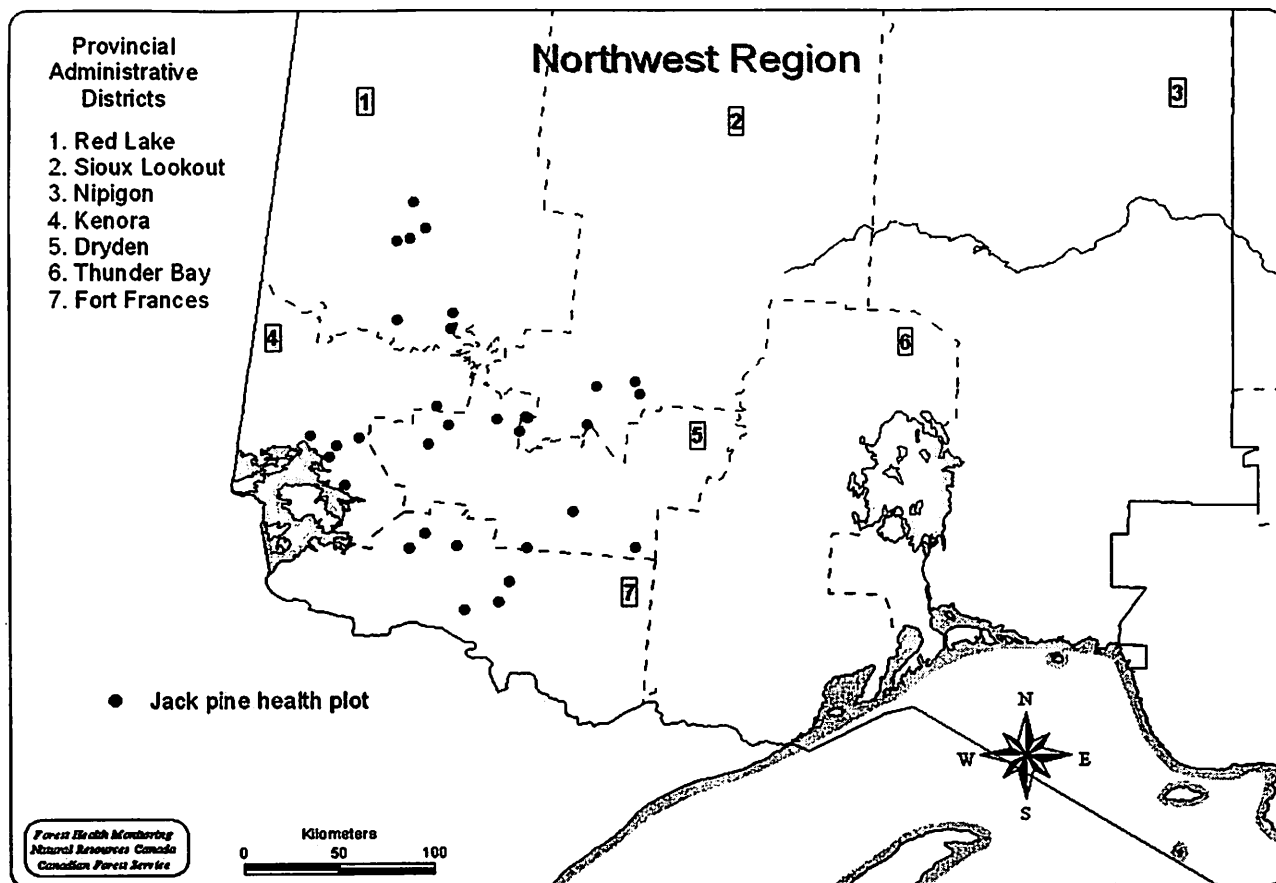 Provincial
Administrative
Districts
1. Red Lake
2. Sioux Lookout
3. Nipigon
4. Kenora
5. Dryden
6. Thunder Bay
7. Fort Frances
Northwest Region
1
2
3
4
5
6
7
Jack pine health plot
N
W E
S
Forest Health Monitoring
Natural Resources Canada
Canadian Forest Service
Kilometers
0 50 100